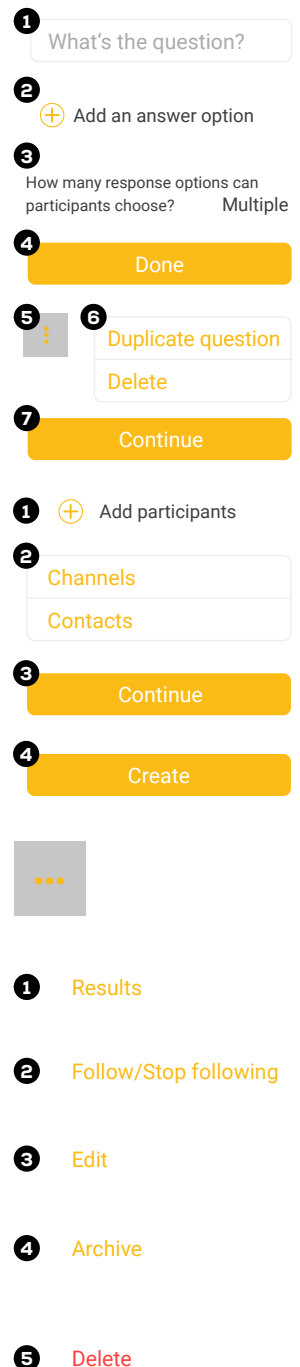 1
What's the question?
2
Add an answer option
3
How many response options can
participants choose? Multiple
4
Done
5 6
Duplicate question
Delete
7
Continue
1 Add participants
2
Channels
Contacts
3
Continue
4
Create
1 Results
2 Follow/Stop following
3 Edit
4 Archive
5 Delete